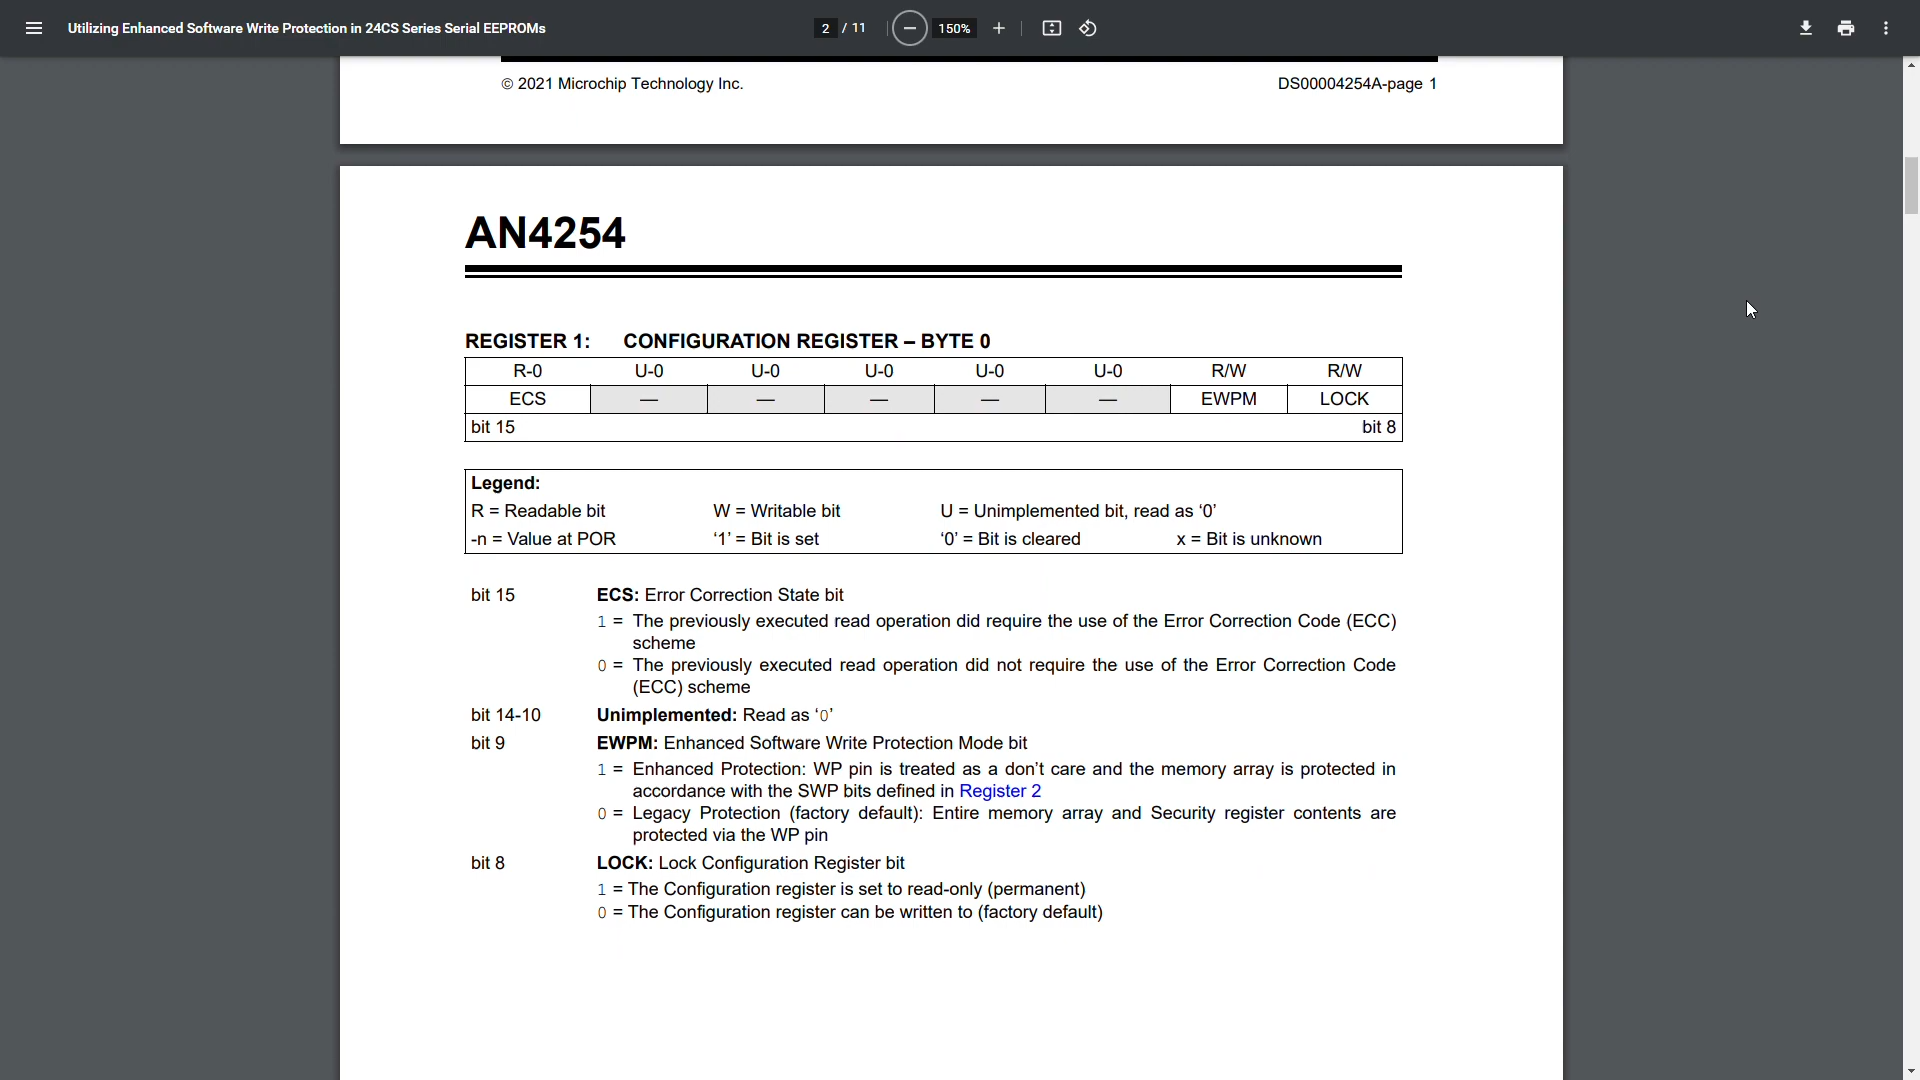 Utilizing Enhanced Software Write Protection in 24CS Series Serial EEPROMs
2 / 11
150%
© 2021 Microchip Technology Inc.
DS00004254A-page 1
AN4254
REGISTER 1: CONFIGURATION REGISTER – BYTE 0
R-0 U-0 U-0 U-0 U-0 U-0 R/W R/W
ECS — — — — — EWPM LOCK
bit 15 bit 8
Legend:
R = Readable bit W = Writable bit U = Unimplemented bit, read as ‘0’
-n = Value at POR ‘1’ = Bit is set ‘0’ = Bit is cleared x = Bit is unknown
bit 15 ECS: Error Correction State bit
1 = The previously executed read operation did require the use of the Error Correction Code (ECC)
scheme
0 = The previously executed read operation did not require the use of the Error Correction Code
(ECC) scheme
bit 14-10 Unimplemented: Read as ‘0’
bit 9 EWPM: Enhanced Software Write Protection Mode bit
1 = Enhanced Protection: WP pin is treated as a don’t care and the memory array is protected in
accordance with the SWP bits defined in Register 2
0 = Legacy Protection (factory default): Entire memory array and Security register contents are
protected via the WP pin
bit 8 LOCK: Lock Configuration Register bit
1 = The Configuration register is set to read-only (permanent)
0 = The Configuration register can be written to (factory default)